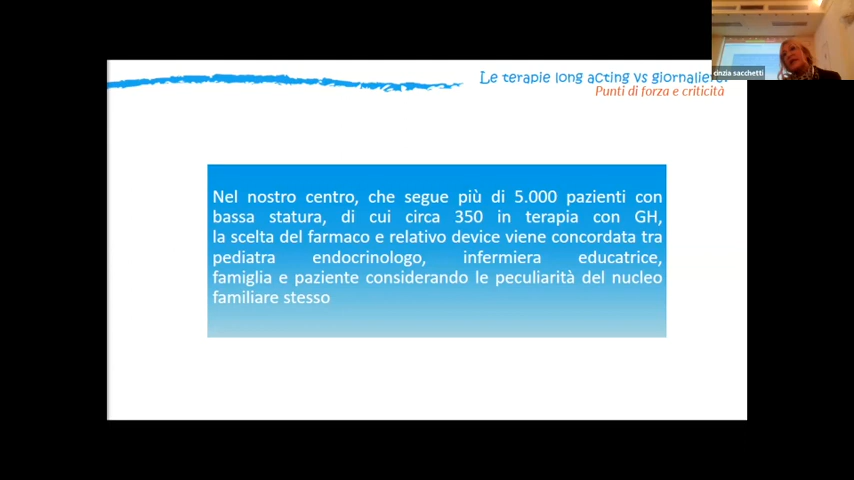 Le terapie long acting vs giornaliere:
Punti di forza e criticità
cinzia sacchetti
Nel nostro centro, che segue più di 5.000 pazienti con
bassa statura, di cui circa 350 in terapia con GH,
la scelta del farmaco e relativo device viene concordata tra
pediatra endocrinologo, infermiera educatrice,
famiglia e paziente considerando le peculiarità del nucleo
familiare stesso